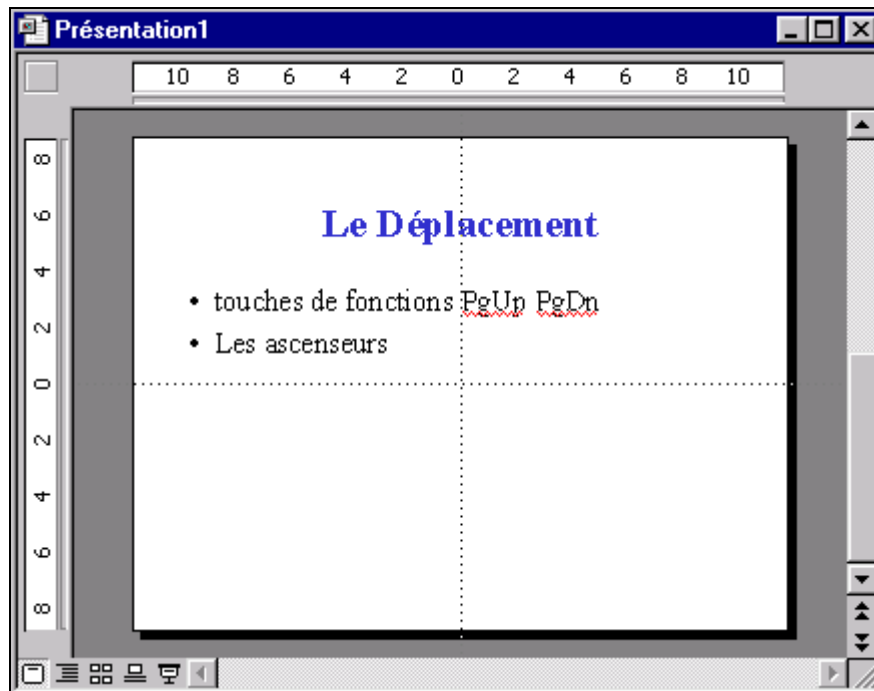 Présentation1
10 8 6 4 2 0 2 4 6 8 10
8
6
4
2
0
2
4
6
8
Le Déplacement
• touches de fonctions PgUp PgDn
• Les ascenseurs